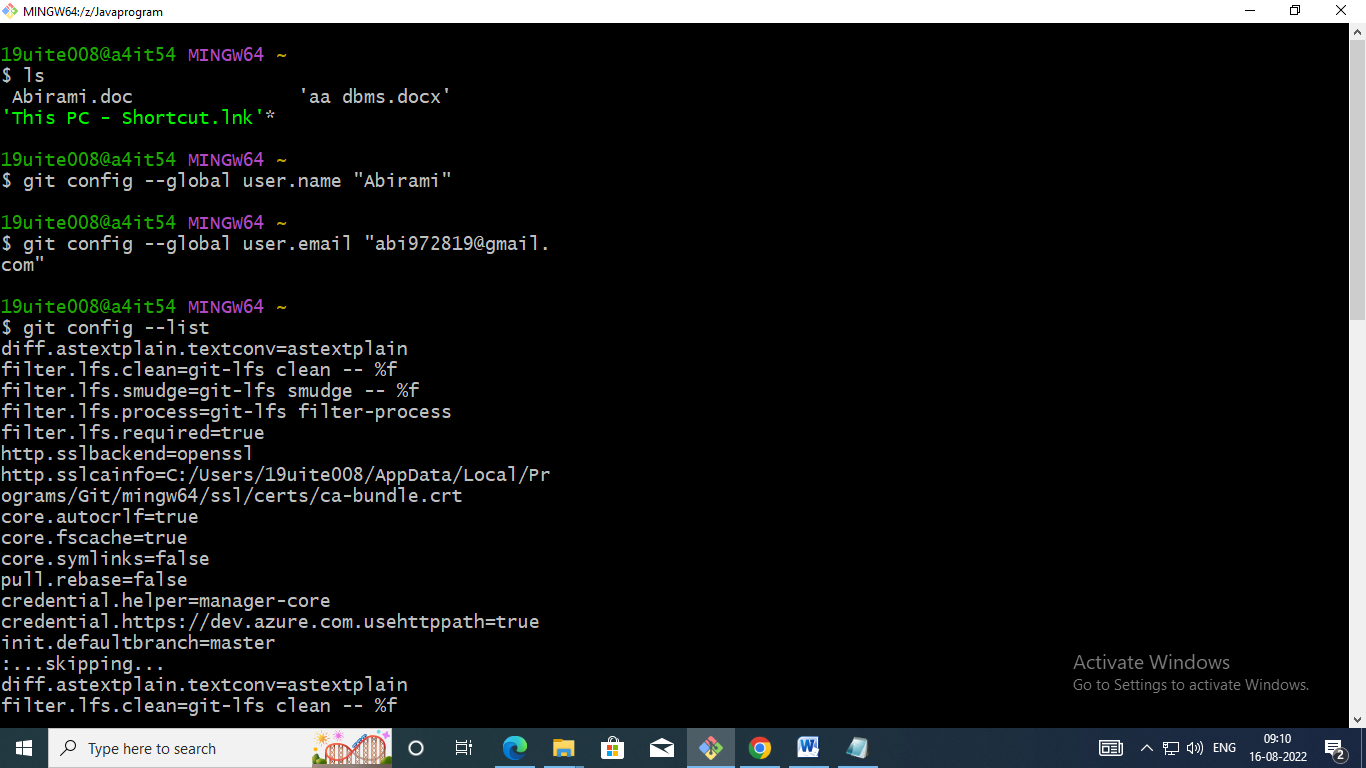 MINGW64:/z/Javaprogram
19uite008@a4it54 MINGW64 ~
$ ls
Abirami.doc 'aa dbms.docx'
'This PC - Shortcut.lnk'*
19uite008@a4it54 MINGW64 ~
$ git config --global user.name "Abirami"
19uite008@a4it54 MINGW64 ~
$ git config --global user.email "abi972819@gmail.
com"
19uite008@a4it54 MINGW64 ~
$ git config --list
diff.astextplain.textconv=astextplain
filter.lfs.clean=git-lfs clean -- %f
filter.lfs.smudge=git-lfs smudge -- %f
filter.lfs.process=git-lfs filter-process
filter.lfs.required=true
http.sslbackend=openssl
http.sslcainfo=C:/Users/19uite008/AppData/Local/Pr
ograms/Git/mingw64/ssl/certs/ca-bundle.crt
core.autocrlf=true
core.fscache=true
core.symlinks=false
pull.rebase=false
credential.helper=manager-core
credential.https://dev.azure.com.usehttppath=true
init.defaultbranch=master
:...skipping...
diff.astextplain.textconv=astextplain
filter.lfs.clean=git-lfs clean -- %f
Activate Windows
Go to Settings to activate Windows.
Type here to search
ENG
09:10
16-08-2022
2